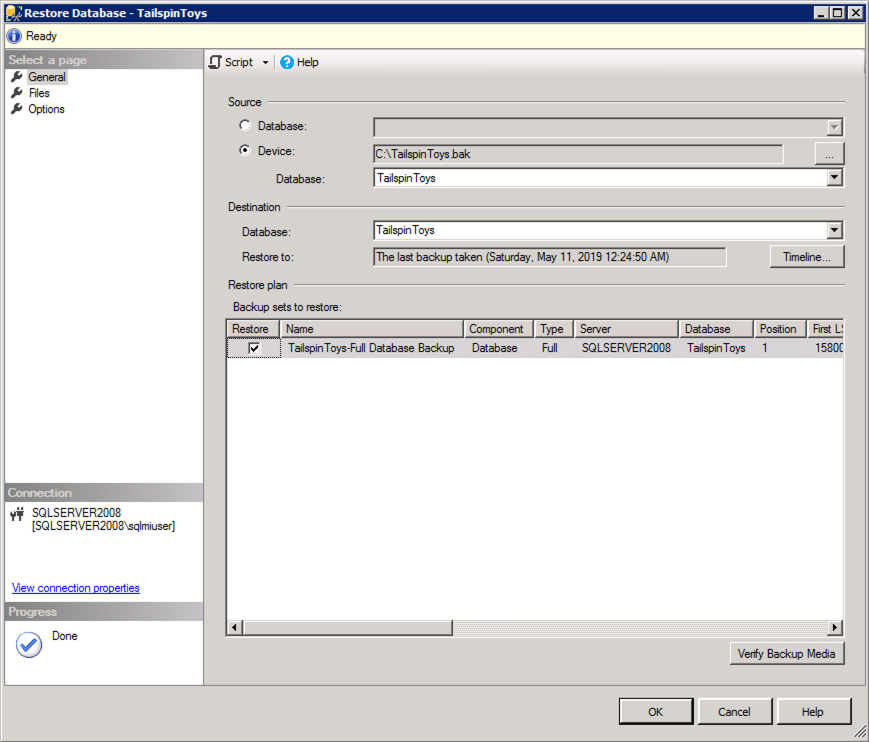 Restore Database - TailspinToys
Ready
Select a page
General
Files
Options
Script
Help
Source
Database:
Device:
C:\TailspinToys.bak
...
Database:
TailspinToys
Destination
Database:
TailspinToys
Restore to:
The last backup taken (Saturday, May 11, 2019 12:24:50 AM)
Timeline...
Restore plan
Backup sets to restore:
Restore Name Component Type Server Database Position First LS
TailspinToys-Full Database Backup Database Full SQLSERVER2008 TailspinToys 1 15800
Connection
SQLSERVER2008
[SQLSERVER2008\sqlmiuser]
View connection properties
Progress
Done
Verify Backup Media
OK Cancel Help